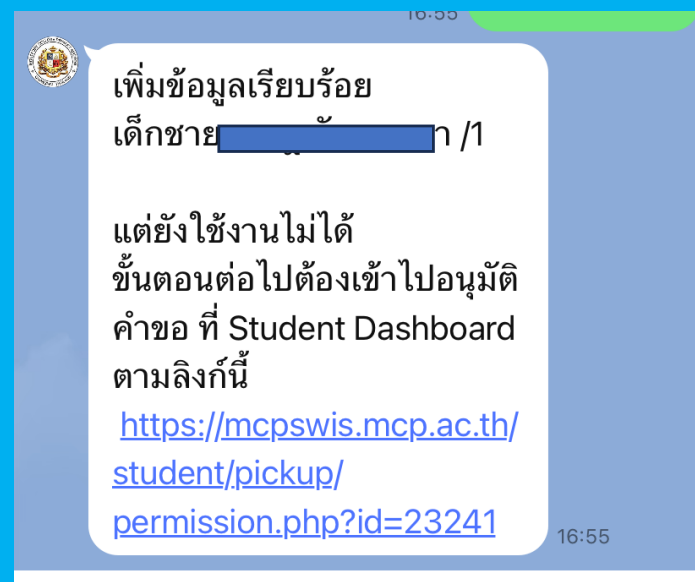 16:55
เพิ่มข้อมูลเรียบร้อย
เด็กชาย /1
แต่ยังใช้งานไม่ได้
ขั้นตอนต่อไปต้องเข้าไปอนุมัติ
คำขอ ที่ Student Dashboard
ตามลิงก์นี้
https://mcpswis.mcp.ac.th/
student/pickup/
permission.php?id=23241
16:55